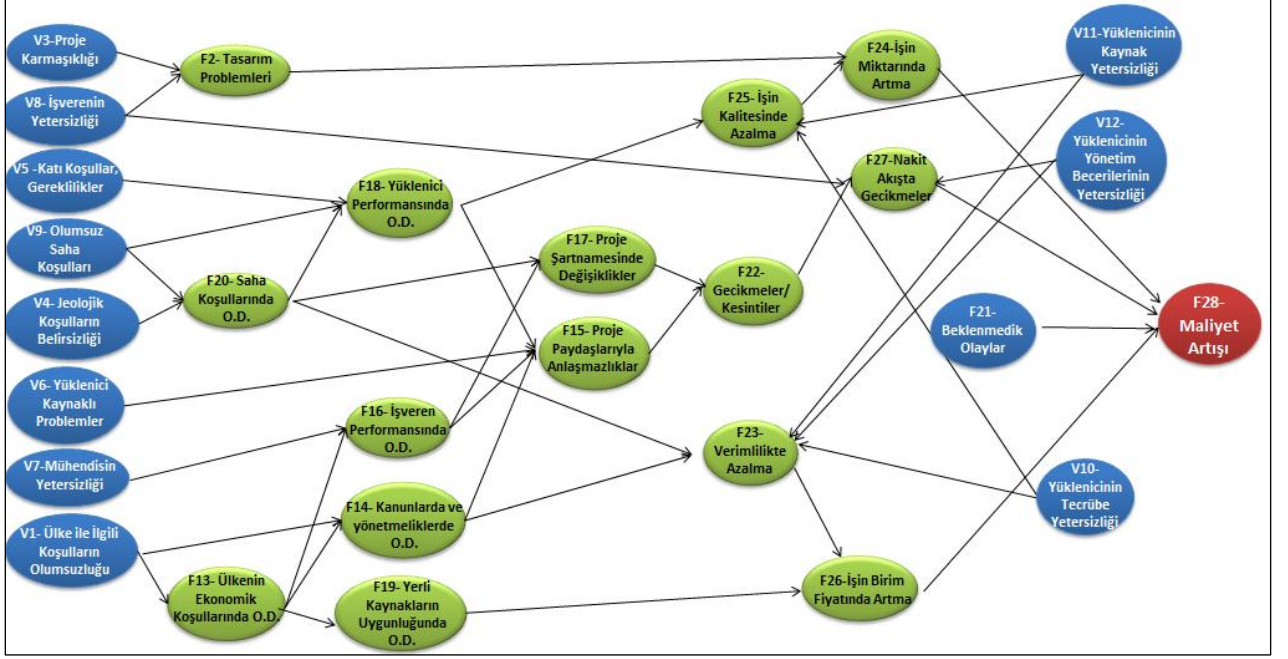 V3-Proje
Karmaşıklığı
V8- İşverenin
Yetersizliği
V5 -Katı Koşullar,
Gereklilikler
V9- Olumsuz
Saha
Koşulları
V4- Jeolojik
Koşulların
Belirsizliği
V6- Yüklenici
Kaynaklı
Problemler
V7-Mühendisin
Yetersizliği
V1- Ülke ile İlgili
Koşulların
Olumsuzluğu
F2- Tasarım
Problemleri
F20- Saha
Koşullarında
O.D.
F13- Ülkenin
Ekonomik
Koşullarında O.D.
F18- Yüklenici
Performansında
O.D.
F16- İşveren
Performansında
O.D.
F14- Kanunlarda ve
yönetmeliklerde
O.D.
F19- Yerli
Kaynakların
Uygunluğunda
O.D.
F17- Proje
Şartnamesinde
Değişiklikler
F15- Proje
Paydaşlarıyla
Anlaşmazlıklar
F25- İşin
Kalitesinde
Azalma
F22-
Gecikmeler/
Kesintiler
F23-
Verimlilikte
Azalma
F24-İşin
Miktarında
Artma
F27-Nakit
Akışta
Gecikmeler
F26-İşin Birim
Fiyatında Artma
V11-Yüklenicinin
Kaynak
Yetersizliği
V12-
Yüklenicinin
Yönetim
Becerilerinin
Yetersizliği
F21-
Beklenmedik
Olaylar
V10-
Yüklenicinin
Tecrübe
Yetersizliği
F28-
Maliyet
Artışı